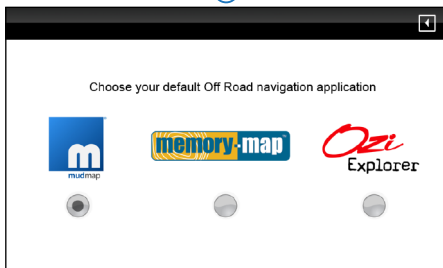 Choose your default Off Road navigation application
m
mudmap
memory-map
Ozi
Explorer